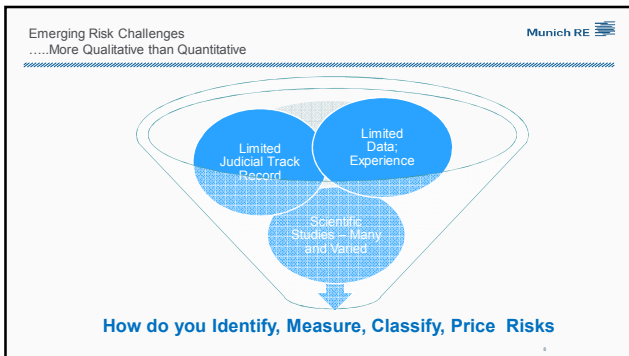 Emerging Risk Challenges
…..More Qualitative than Quantitative
Munich RE
Limited
Judicial Track
Record
Limited
Data;
Experience
Scientific
Studies – Many
and Varied
How do you Identify, Measure, Classify, Price Risks